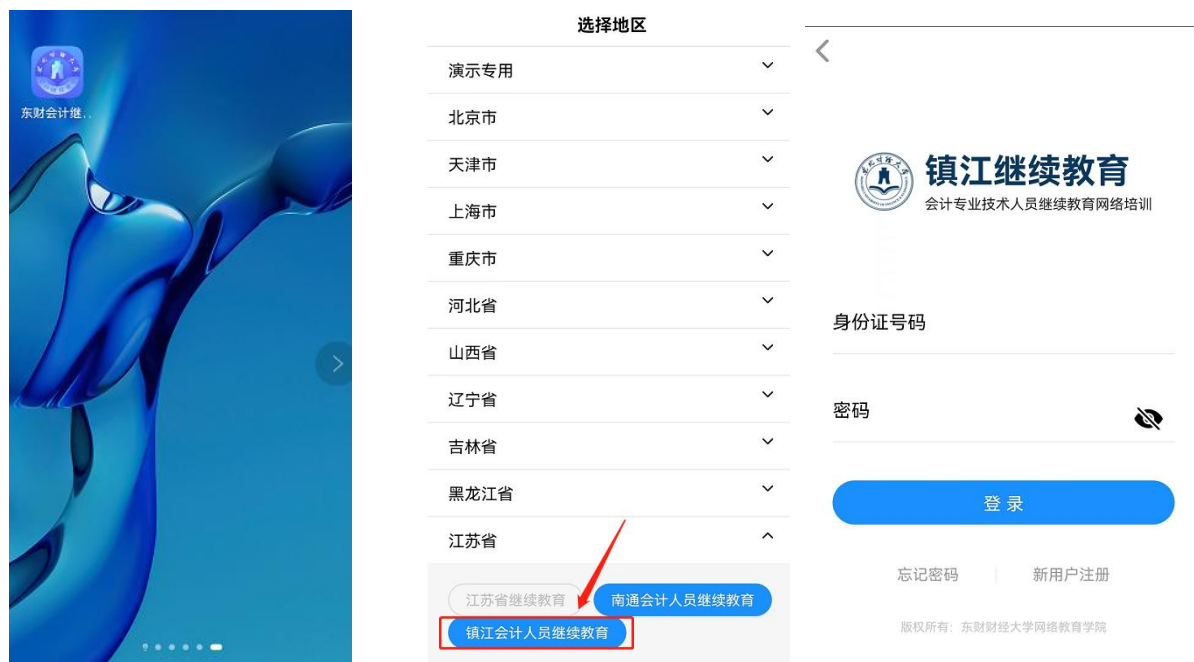 东财会计继..
选择地区
演示专用
北京市
天津市
上海市
重庆市
河北省
山西省
辽宁省
吉林省
黑龙江省
江苏省
江苏省继续教育
南通会计人员继续教育
镇江会计人员继续教育
镇江继续教育
会计专业技术人员继续教育网络培训
身份证号码
密码
登录
忘记密码
新用户注册
版权所有: 东财财经大学网络教育学院